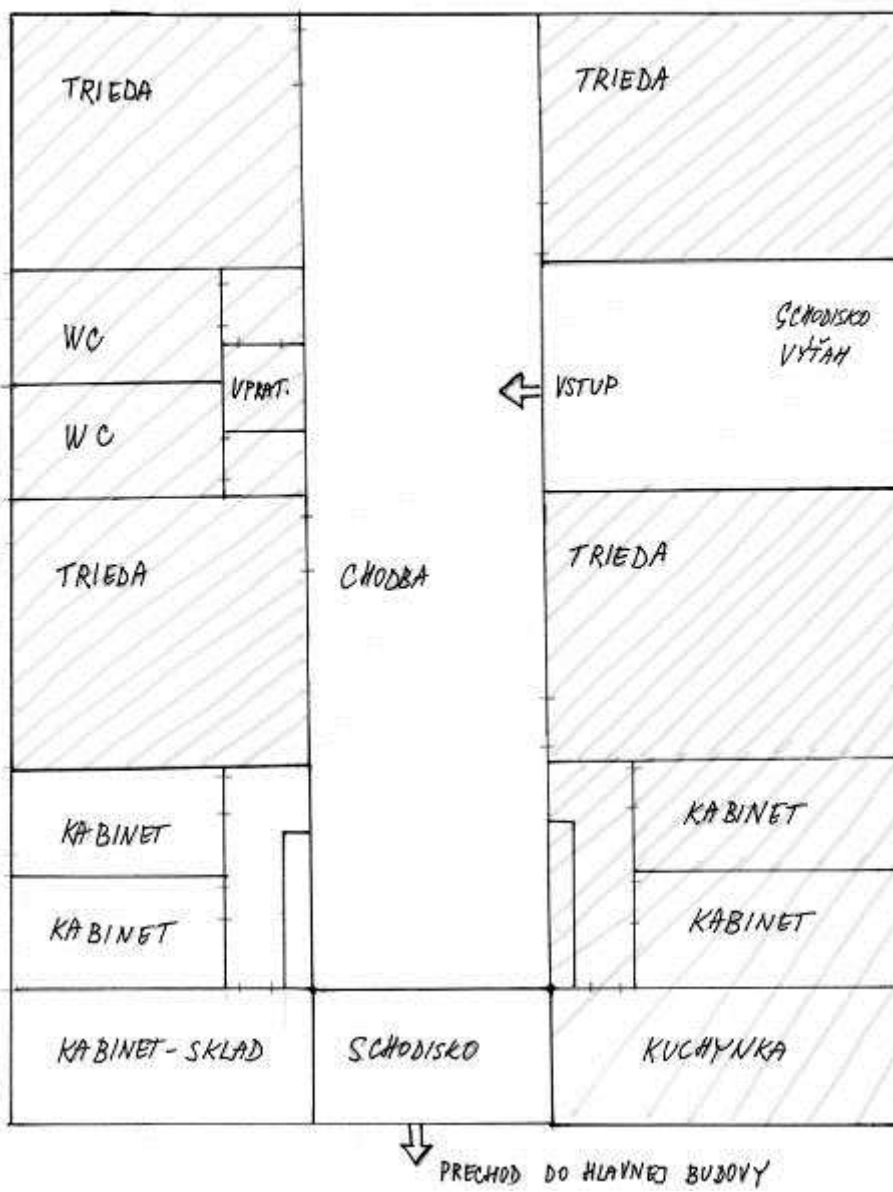 TRIEDA
TRIEDA
WC
SCHODISKO
VÝŤAH
UPRAT.
VSTUP
WC
TRIEDA
CHODBA
TRIEDA
KABINET
KABINET
KABINET
KABINET
KABINET - SKLAD
SCHODISKO
KUCHYNKA
PRECHOD DO HLAVNEJ BUDOVY